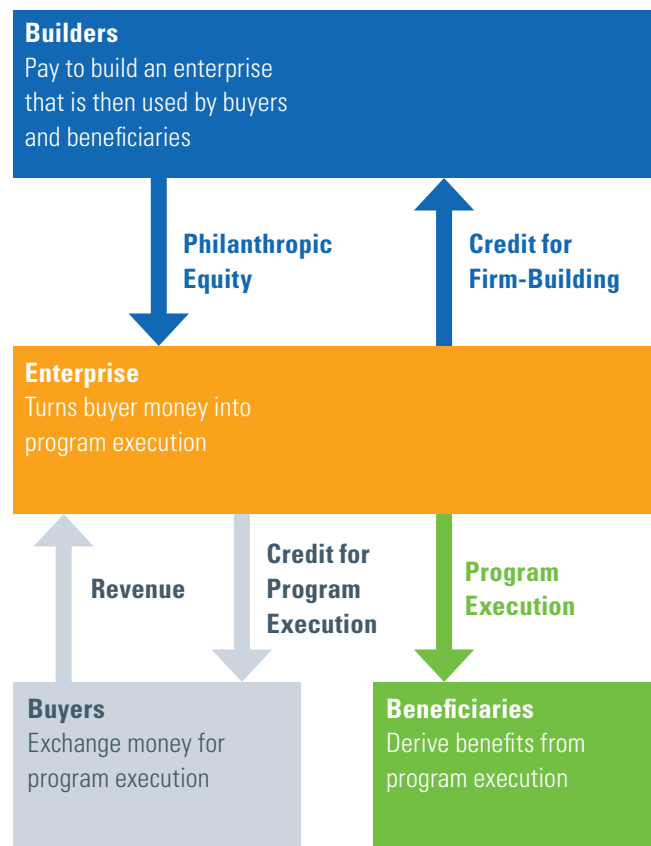 Builders
Pay to build an enterprise
that is then used by buyers
and beneficiaries
Philanthropic
Equity
Credit for
Firm-Building
Enterprise
Turns buyer money into
program execution
Revenue
Credit for
Program
Execution
Program
Execution
Buyers
Exchange money for
program execution
Beneficiaries
Derive benefits from
program execution